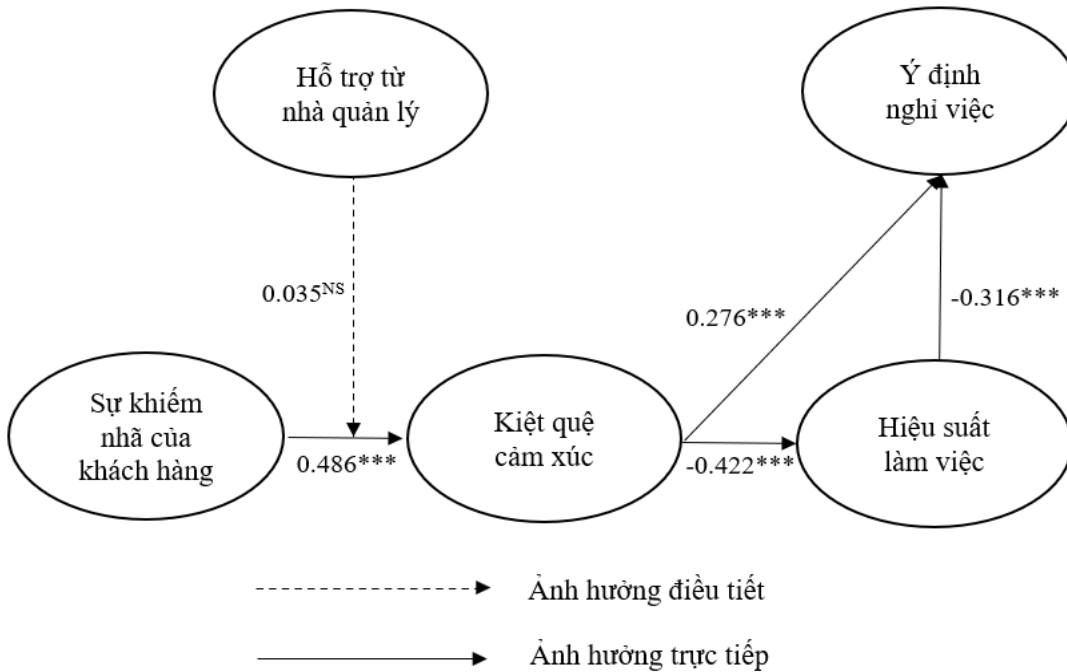 Hỗ trợ từ
nhà quản lý
Ý định
nghỉ việc
0.035NS
0.276***
-0.316***
Sự khiếm
nhã của
khách hàng
0.486***
Kiệt quệ
cảm xúc
-0.422***
Hiệu suất
làm việc
Ảnh hưởng điều tiết
Ảnh hưởng trực tiếp